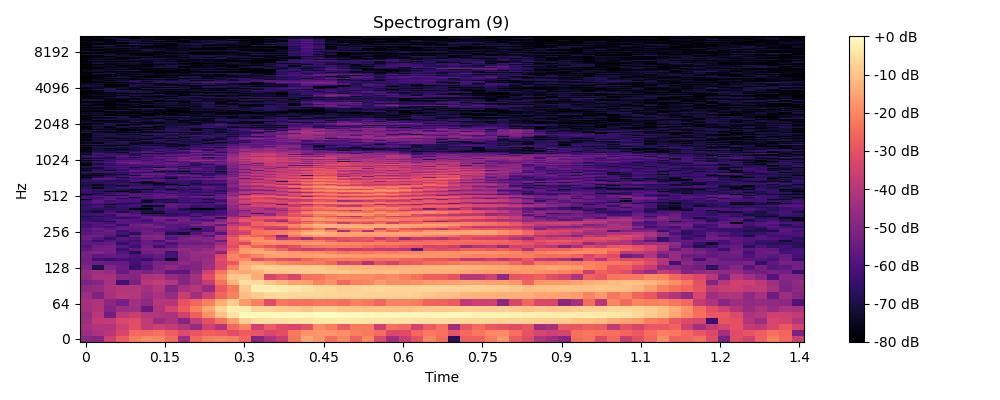 Spectrogram (9)
Hz
8192
4096
2048
1024
512
256
128
64
0
0 0.15 0.3 0.45 0.6 0.75 0.9 1.1 1.2 1.4
Time
+0 dB
-10 dB
-20 dB
-30 dB
-40 dB
-50 dB
-60 dB
-70 dB
-80 dB